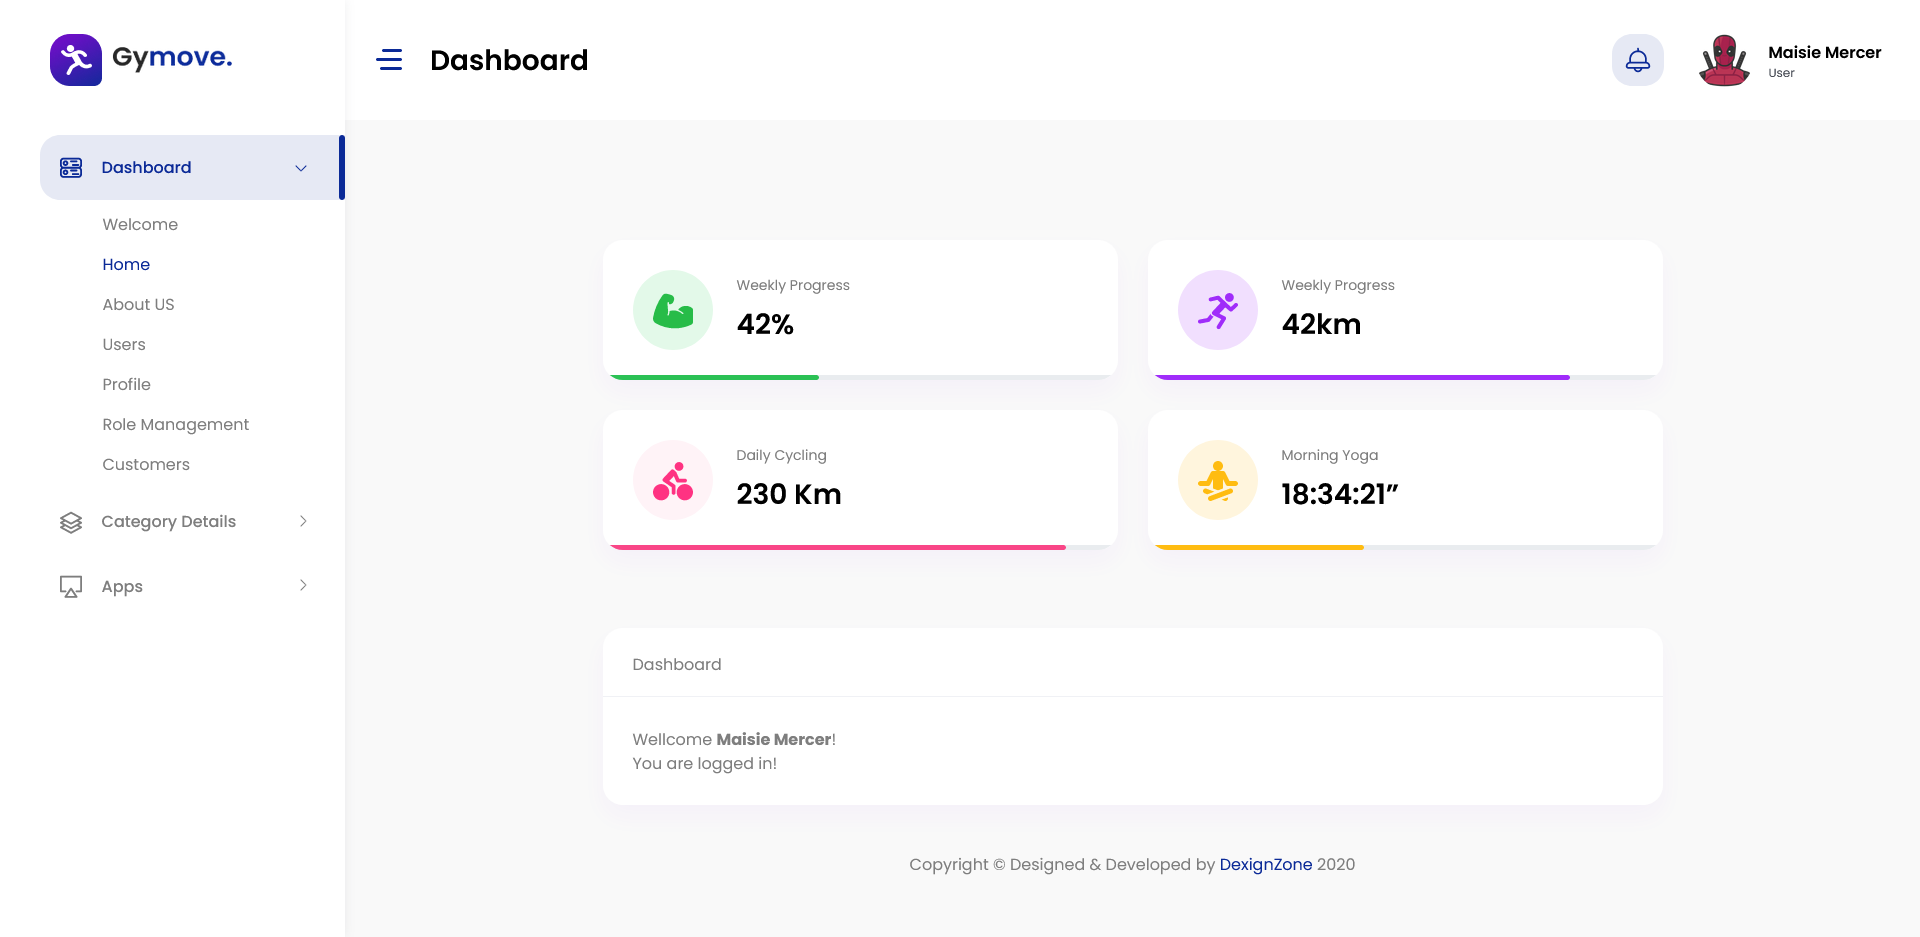 Gymove.
Dashboard
Maisie Mercer
User
Dashboard
Welcome
Home
About US
Users
Profile
Role Management
Customers
Category Details
Apps
Weekly Progress
42%
Weekly Progress
42km
Daily Cycling
230 Km
Morning Yoga
18:34:21”
Dashboard
Wellcome Maisie Mercer!
You are logged in!
Copyright © Designed & Developed by DexignZone 2020